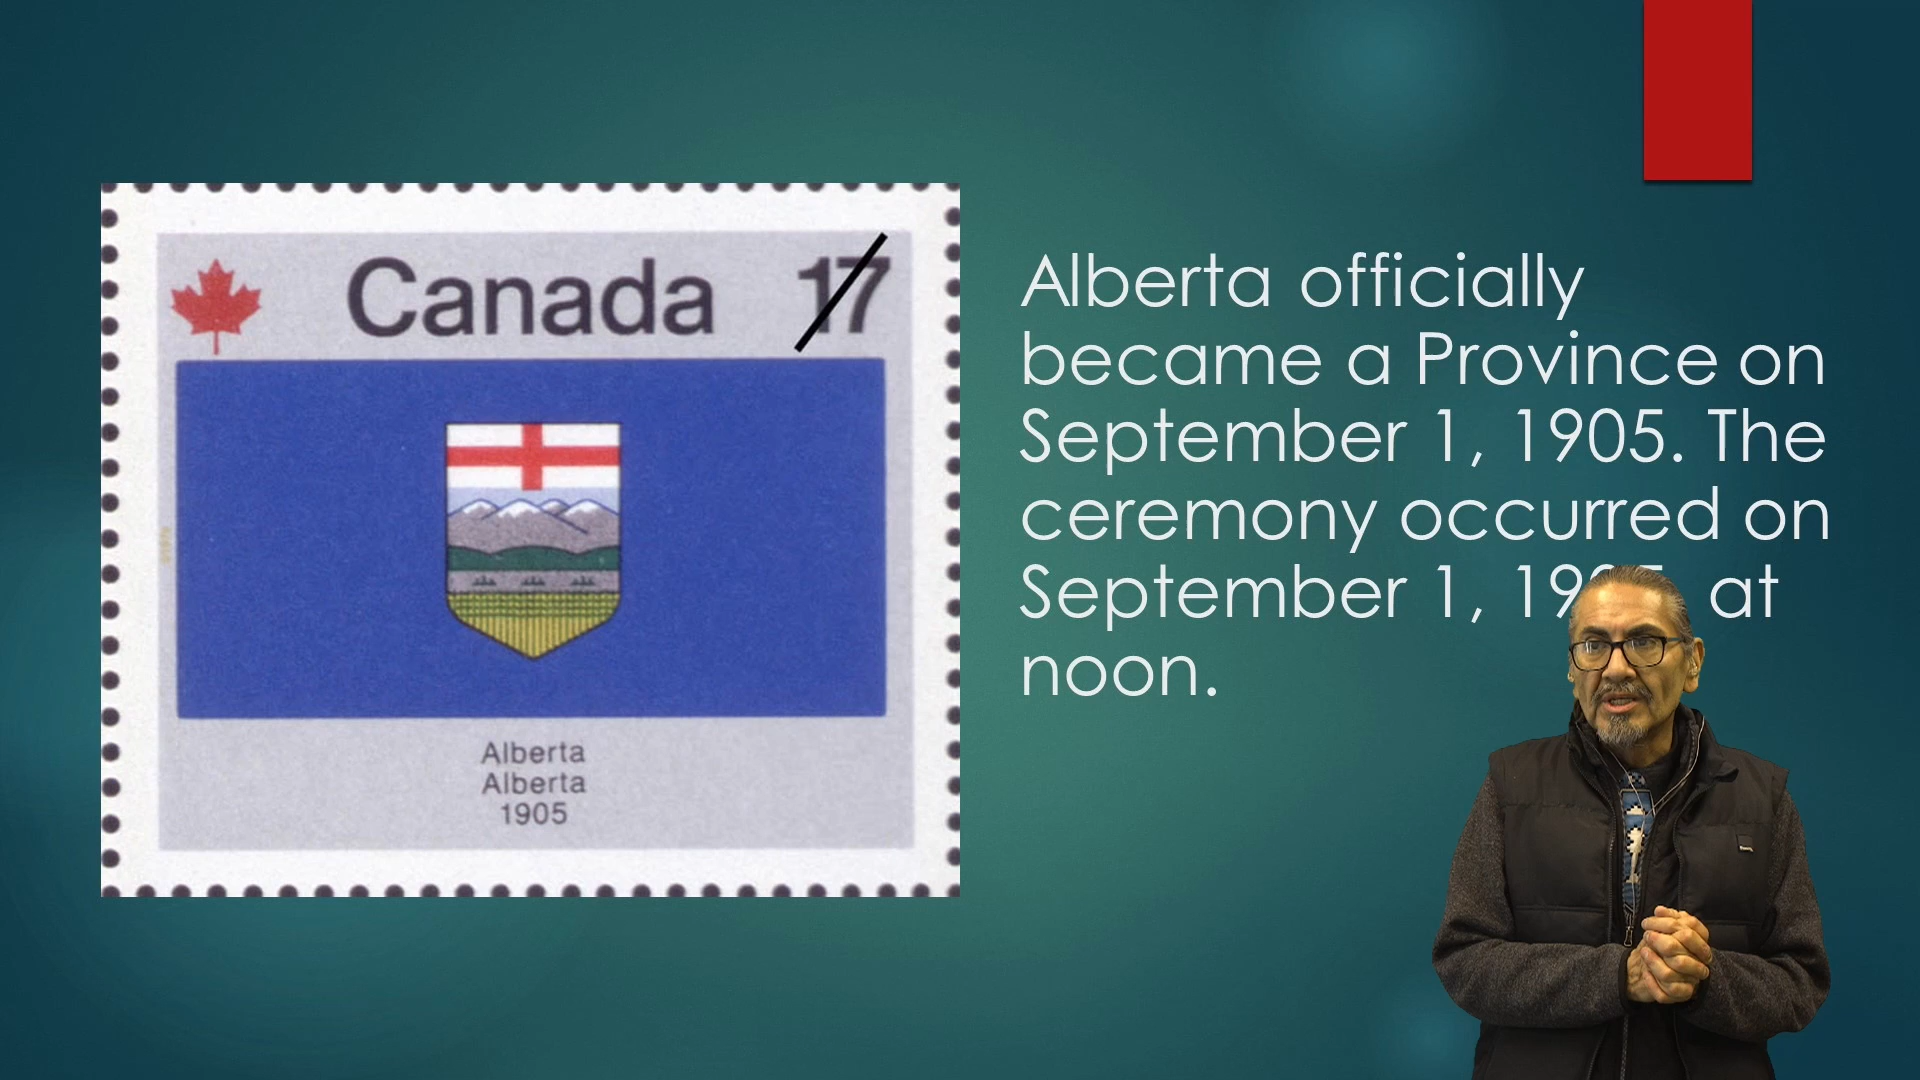 Canada 17
Alberta
Alberta
1905
Alberta officially
became a Province on
September 1, 1905. The
ceremony occurred on
September 1, at
noon.